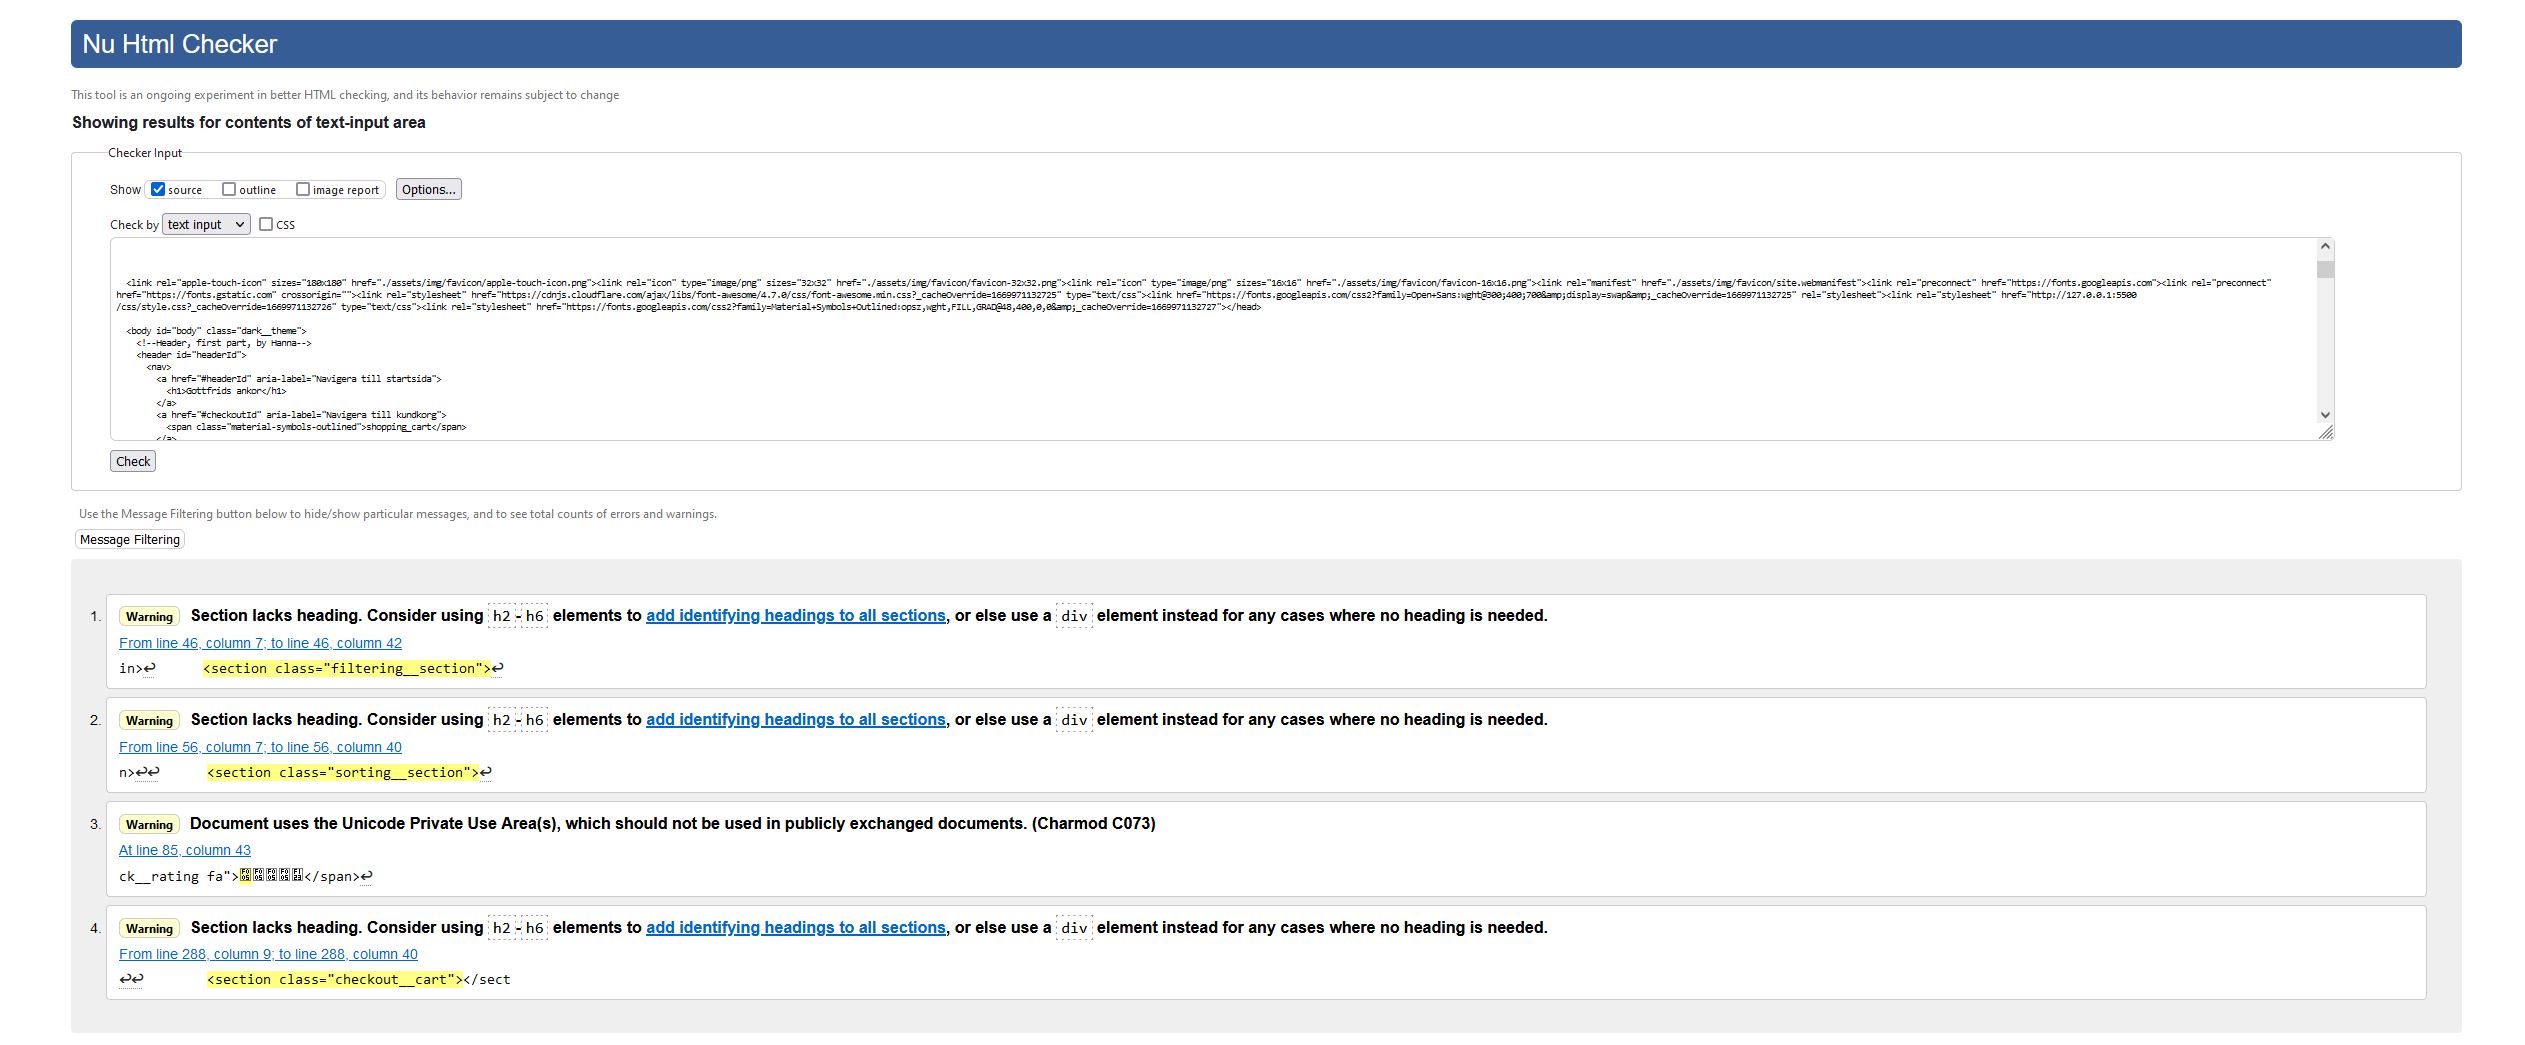 Nu Html Checker
This tool is an ongoing experiment in better HTML checking, and its behavior remains subject to change
Showing results for contents of text-input area
Checker Input
Show source outline image report Options...
Check by text input CSS
<link rel="apple-touch-icon" sizes="180x180" href="./assets/img/favicon/apple-touch-icon.png"><link rel="icon" type="image/png" sizes="32x32" href="./assets/img/favicon/favicon-32x32.png"><link rel="icon" type="image/png" sizes="16x16" href="./assets/img/favicon/favicon-16x16.png"><link rel="manifest" href="./assets/img/favicon/site.webmanifest"><link rel="preconnect" href="https://fonts.googleapis.com"><link rel="preconnect"
href="https://fonts.gstatic.com" crossorigin=""><link rel="stylesheet" href="https://cdnjs.cloudflare.com/ajax/libs/font-awesome/4.7.0/css/font-awesome.min.css?_cacheOverride=1669971132725" type="text/css"><link href="https://fonts.googleapis.com/css2?family=Open+Sans:wght@300;400;700&amp;display=swap&amp;_cacheOverride=1669971132725" rel="stylesheet"><link rel="stylesheet" href="http://127.0.0.1:5500
/css/style.css?_cacheOverride=1669971132726" type="text/css"><link rel="stylesheet" href="https://fonts.googleapis.com/css2?family=Material+Symbols+Outlined:opsz,wght,FILL,GRAD@48,400,0,0&amp;_cacheOverride=1669971132727"></head>
<body id="body" class="dark__theme">
<!--Header, first part, by Hanna-->
<header id="headerId">
<nav>
<a href="#headerId" aria-label="Navigera till startsida">
<h1>Gottfrids ankor</h1>
</a>
<a href="#checkoutId" aria-label="Navigera till kundkorg">
<span class="material-symbols-outlined">shopping_cart</span>
</a>
Check
Use the Message Filtering button below to hide/show particular messages, and to see total counts of errors and warnings.
Message Filtering
1. Warning Section lacks heading. Consider using h2-h6 elements to add identifying headings to all sections, or else use a div element instead for any cases where no heading is needed.
From line 46, column 7; to line 46, column 42
in>↩ <section class="filtering__section">↩
2. Warning Section lacks heading. Consider using h2-h6 elements to add identifying headings to all sections, or else use a div element instead for any cases where no heading is needed.
From line 56, column 7; to line 56, column 40
n>↩↩ <section class="sorting__section">↩
3. Warning Document uses the Unicode Private Use Area(s), which should not be used in publicly exchanged documents. (Charmod C073)
At line 85, column 43
ck__rating fa"></span>↩
4. Warning Section lacks heading. Consider using h2-h6 elements to add identifying headings to all sections, or else use a div element instead for any cases where no heading is needed.
From line 288, column 9; to line 288, column 40
↩↩ <section class="checkout__cart"></sect